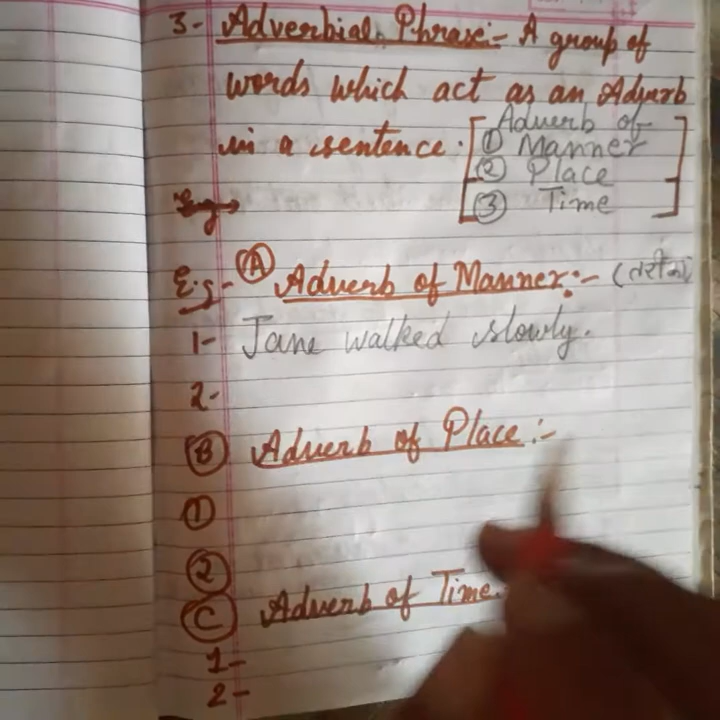 3- Adverbial Phrase:- A group of
words which act as an Adverb
in a sentence. [Adverb of
① Manner
② Place
③ Time]
Eg→
E.g- Ⓐ Adverb of Manner:- (तरीका)
1- Jane walked slowly.
2-
Ⓑ Adverb of Place:-
①
②
Ⓒ Adverb of Time
1-
2-